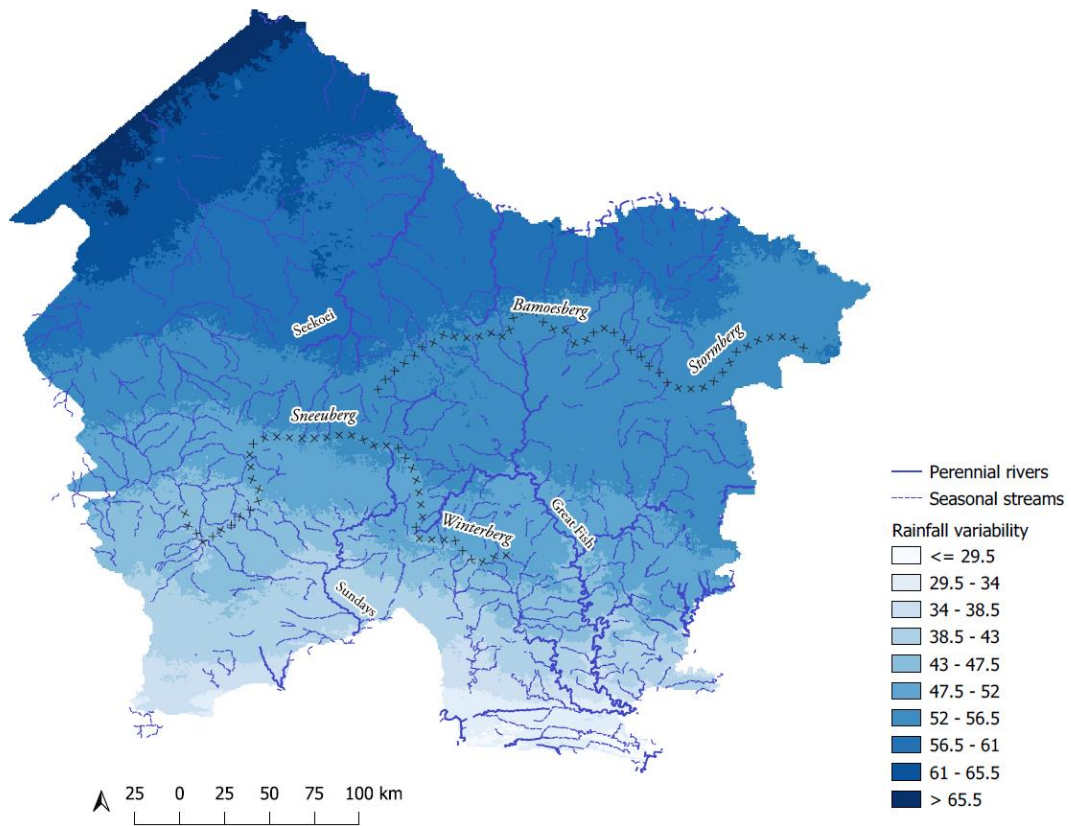 Bamoesberg
Seekoei
Stormberg
Sneeuberg
Winterberg
Great Fish
Sundays
Perennial rivers
Seasonal streams
Rainfall variability
<= 29.5
29.5 - 34
34 - 38.5
38.5 - 43
43 - 47.5
47.5 - 52
52 - 56.5
56.5 - 61
61 - 65.5
> 65.5
25 0 25 50 75 100 km